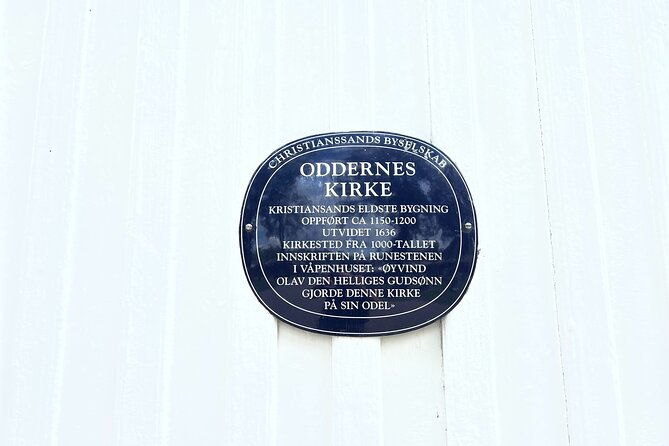 CHRISTIANSSANDS BYSELSKAB
ODDERNES
KIRKE
KRISTIANSANDS ELDSTE BYGNING
OPPFØRT CA 1150-1200
UTVIDET 1636
KIRKESTED FRA 1000-TALLET
INNSKRIFTEN PÅ RUNESTENEN
I VÅPENHUSET: «ØYVIND
OLAV DEN HELLIGES GUDSØNN
GJORDE DENNE KIRKE
PÅ SIN ODEL»